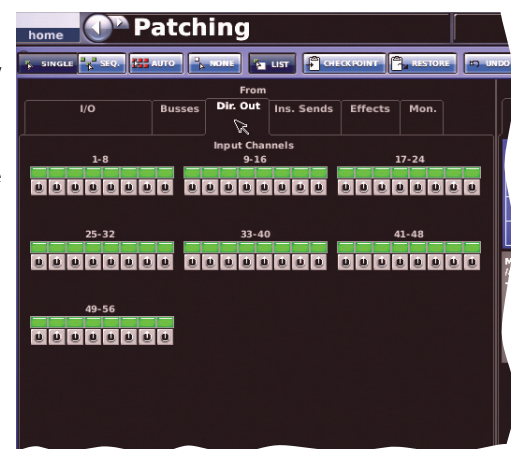 home Patching
SINGLE SEQ. AUTO NONE LIST CHECKPOINT RESTORE UNDO
From
I/O Busses Dir. Out Ins. Sends Effects Mon.
Input Channels
1-8 9-16 17-24
25-32 33-40 41-48
49-56